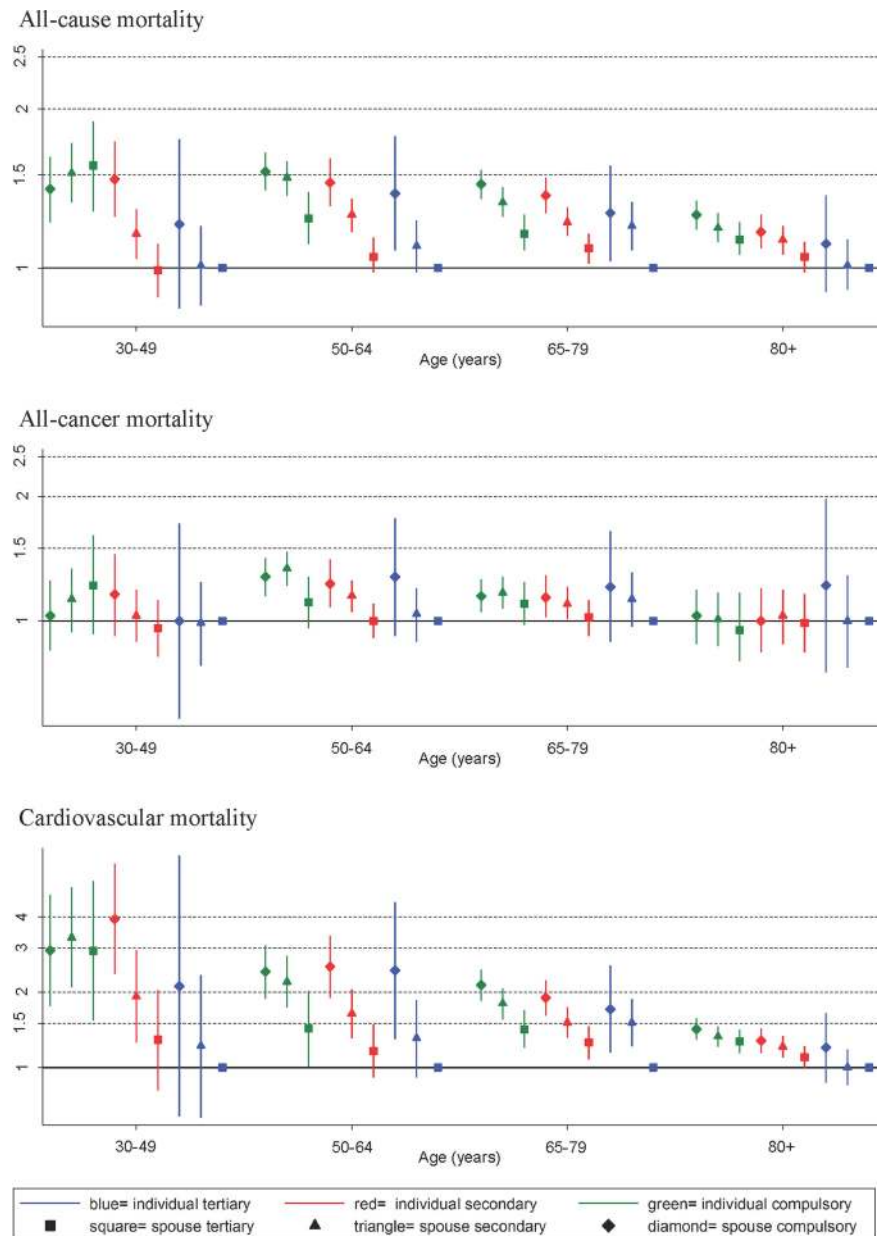 All-cause mortality
2.5
2
1.5
1
30-49 50-64 65-79 80+
Age (years)
All-cancer mortality
2.5
2
1.5
1
30-49 50-64 65-79 80+
Age (years)
Cardiovascular mortality
4
3
2
1.5
1
30-49 50-64 65-79 80+
Age (years)
blue= individual tertiary red= individual secondary green= individual compulsory
square= spouse tertiary triangle= spouse secondary diamond= spouse compulsory